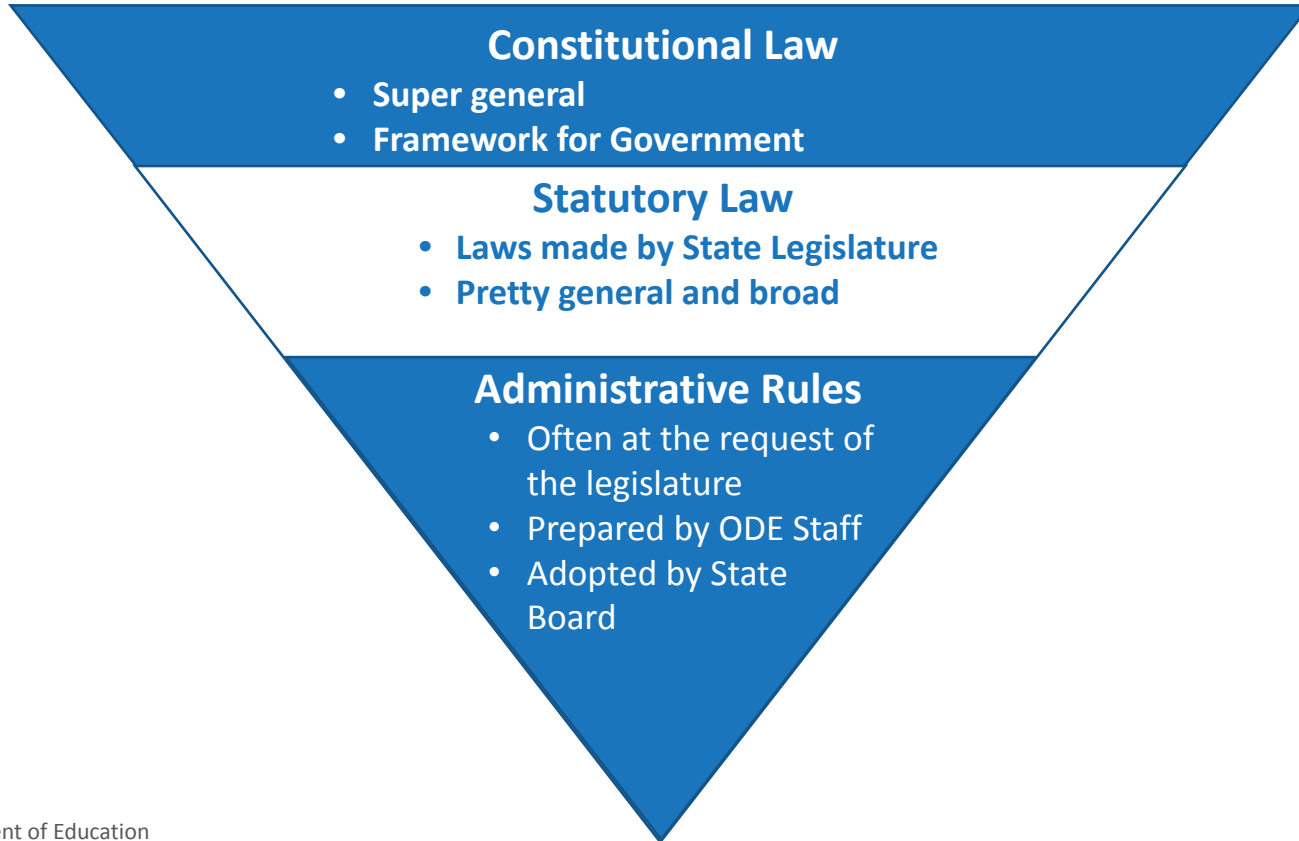 Constitutional Law
• Super general
• Framework for Government
Statutory Law
• Laws made by State Legislature
• Pretty general and broad
Administrative Rules
• Often at the request of
the legislature
• Prepared by ODE Staff
• Adopted by State
Board
of Education